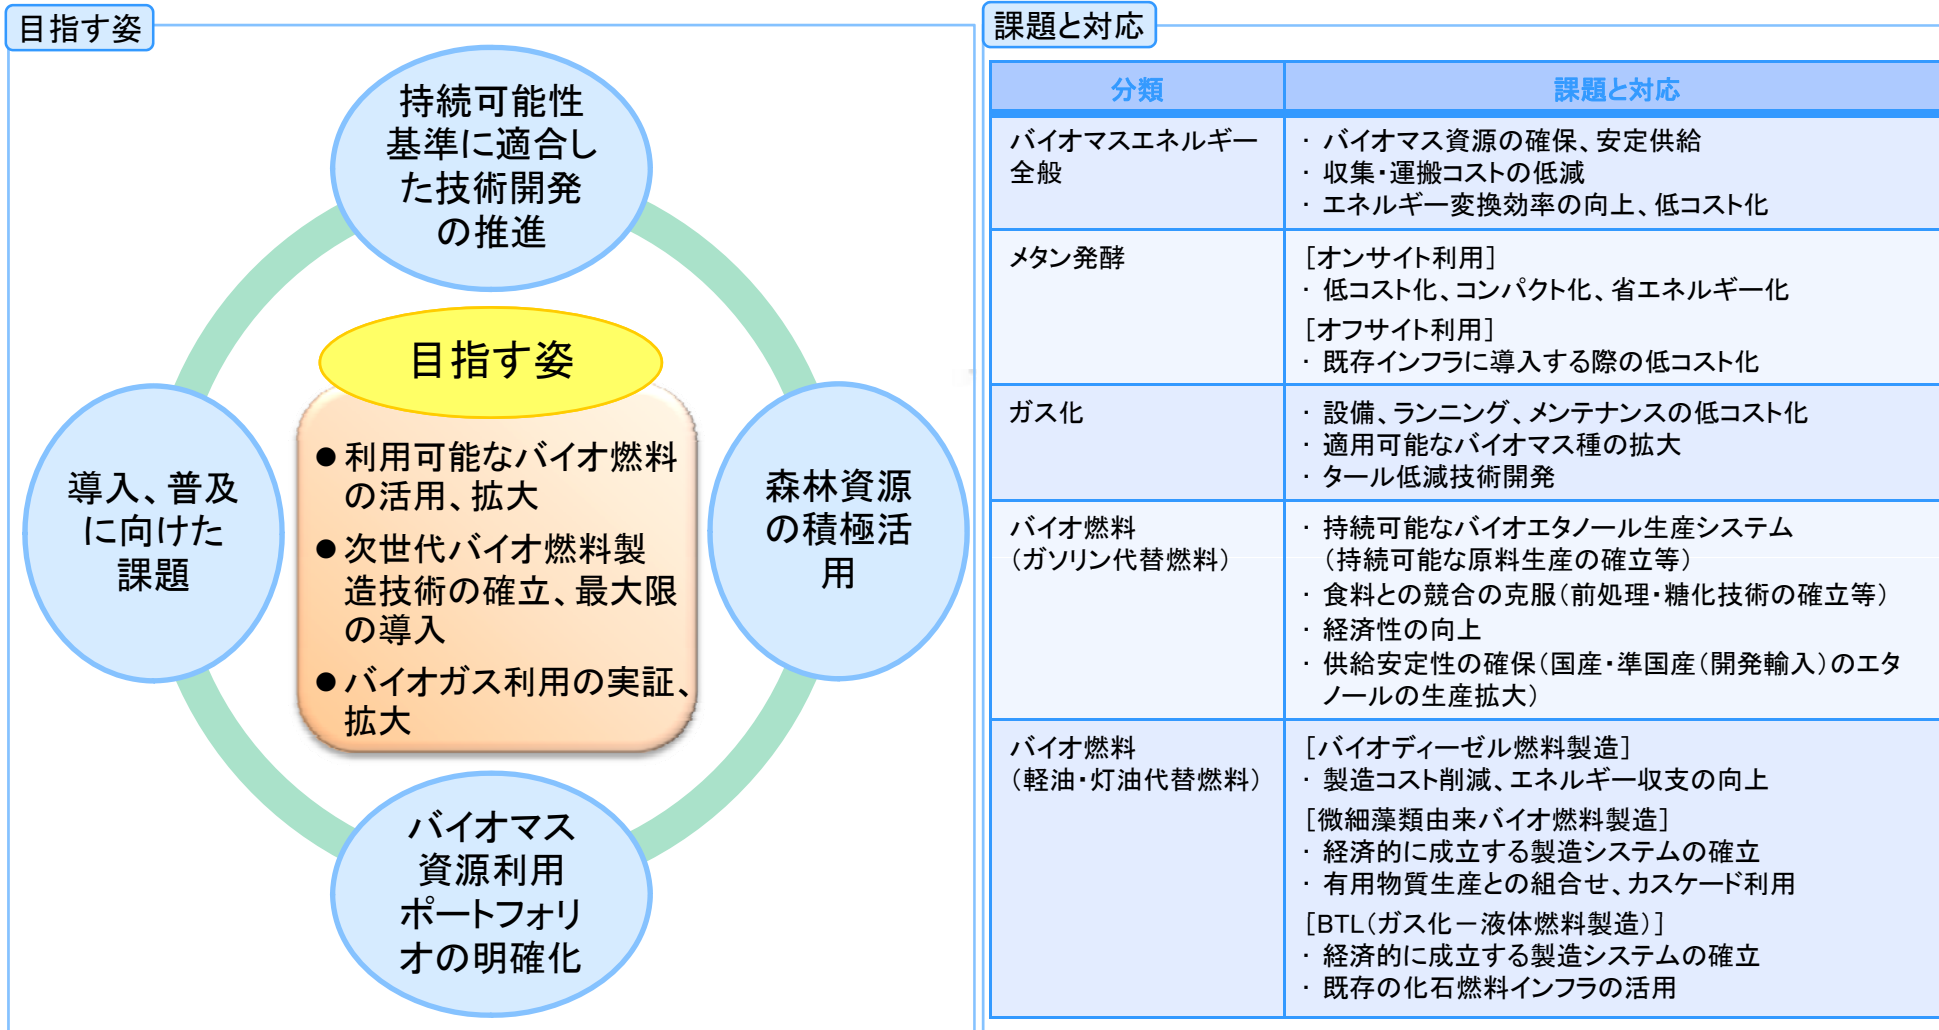 目指す姿
持続可能性
基準に適合し
た技術開発
の推進
目指す姿
●利用可能なバイオ燃料
の活用、拡大
●次世代バイオ燃料製
造技術の確立、最大限
の導入
●バイオガス利用の実証、
拡大
導入、普及
に向けた
課題
森林資源
の積極活
用
バイオマス
資源利用
ポートフォリ
オの明確化
課題と対応
分類
課題と対応
バイオマスエネルギー
全般
· バイオマス資源の確保、安定供給
· 収集・運搬コストの低減
· エネルギー変換効率の向上、低コスト化
メタン発酵
[オンサイト利用]
· 低コスト化、コンパクト化、省エネルギー化
[オフサイト利用]
· 既存インフラに導入する際の低コスト化
ガス化
· 設備、ランニング、メンテナンスの低コスト化
· 適用可能なバイオマス種の拡大
· タール低減技術開発
バイオ燃料
(ガソリン代替燃料)
· 持続可能なバイオエタノール生産システム
(持続可能な原料生産の確立等)
· 食料との競合の克服(前処理・糖化技術の確立等)
· 経済性の向上
· 供給安定性の確保(国産・準国産(開発輸入)のエタ
ノールの生産拡大)
バイオ燃料
(軽油・灯油代替燃料)
[バイオディーゼル燃料製造]
· 製造コスト削減、エネルギー収支の向上
[微細藻類由来バイオ燃料製造]
· 経済的に成立する製造システムの確立
· 有用物質生産との組合せ、カスケード利用
[BTL(ガス化－液体燃料製造)]
· 経済的に成立する製造システムの確立
· 既存の化石燃料インフラの活用